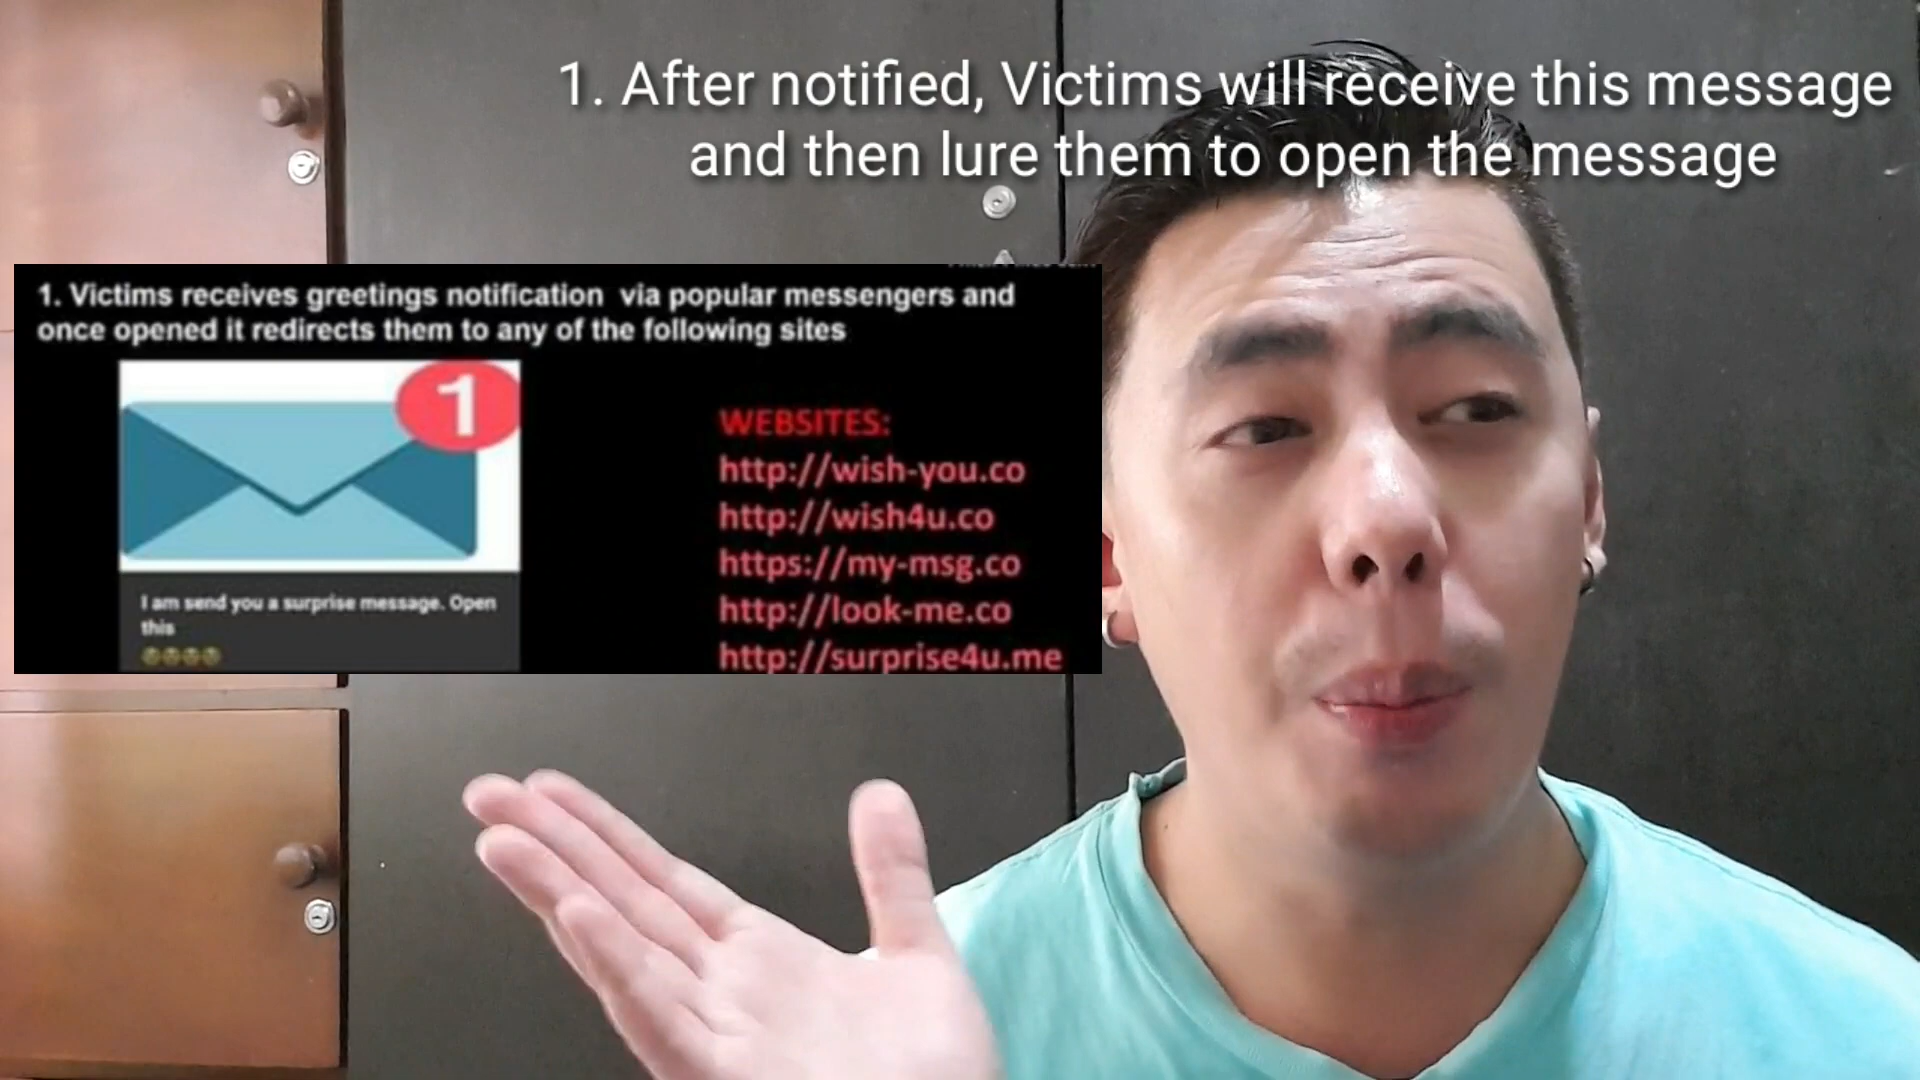 1. After notified, Victims will receive this message
and then lure them to open the message
1. Victims receives greetings notification via popular messengers and
once opened it redirects them to any of the following sites
1
I am send you a surprise message. Open
this
WEBSITES:
http://wish-you.co
http://wish4u.co
https://my-msg.co
http://look-me.co
http://surprise4u.me